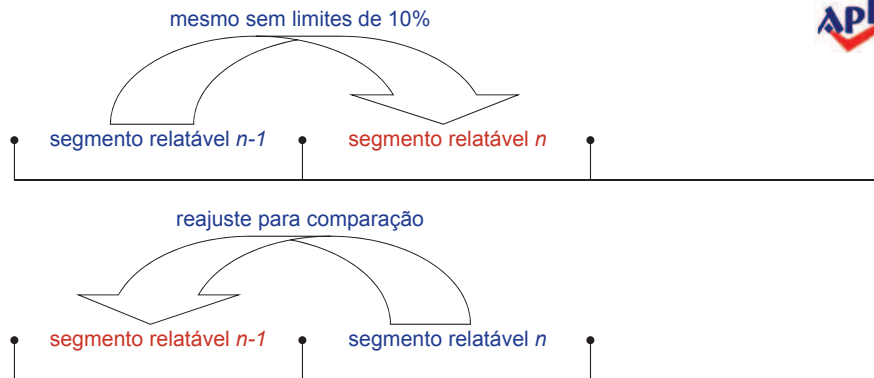 mesmo sem limites de 10%
segmento relatável n-1 segmento relatável n
reajuste para comparação
segmento relatável n-1 segmento relatável n